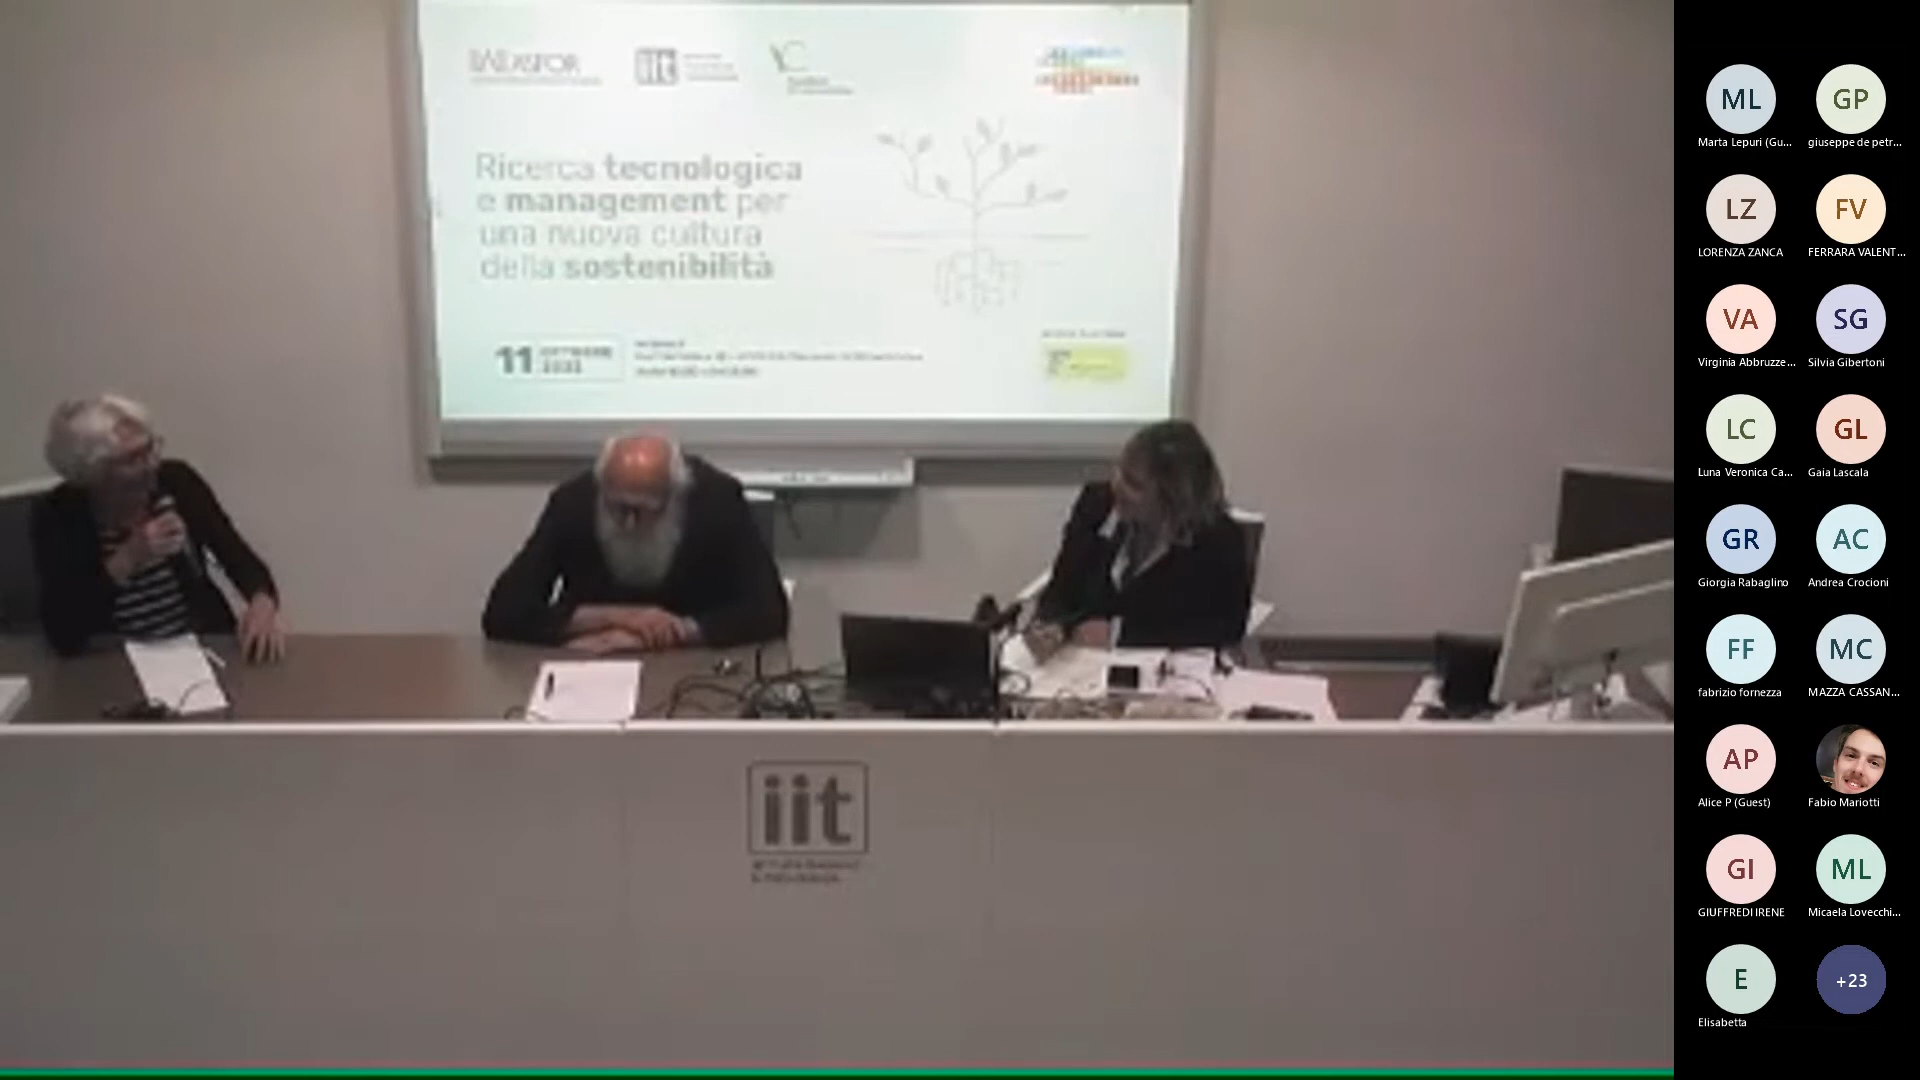 iit
Ricerca tecnologica
e management per
una nuova cultura
della sostenibilità
11
iit
ML
Marta Lepuri (Gu...
GP
giuseppe de petr...
LZ
LORENZA ZANCA
FV
FERRARA VALENT...
VA
Virginia Abbruzze...
SG
Silvia Gibertoni
LC
Luna Veronica Ca...
GL
Gaia Lascala
GR
Giorgia Rabaglino
AC
Andrea Crocioni
FF
fabrizio fornezza
MC
MAZZA CASSAN...
AP
Alice P (Guest)
Fabio Mariotti
GI
GIUFFREDI IRENE
ML
Micaela Lovecchi...
E
Elisabetta
+23